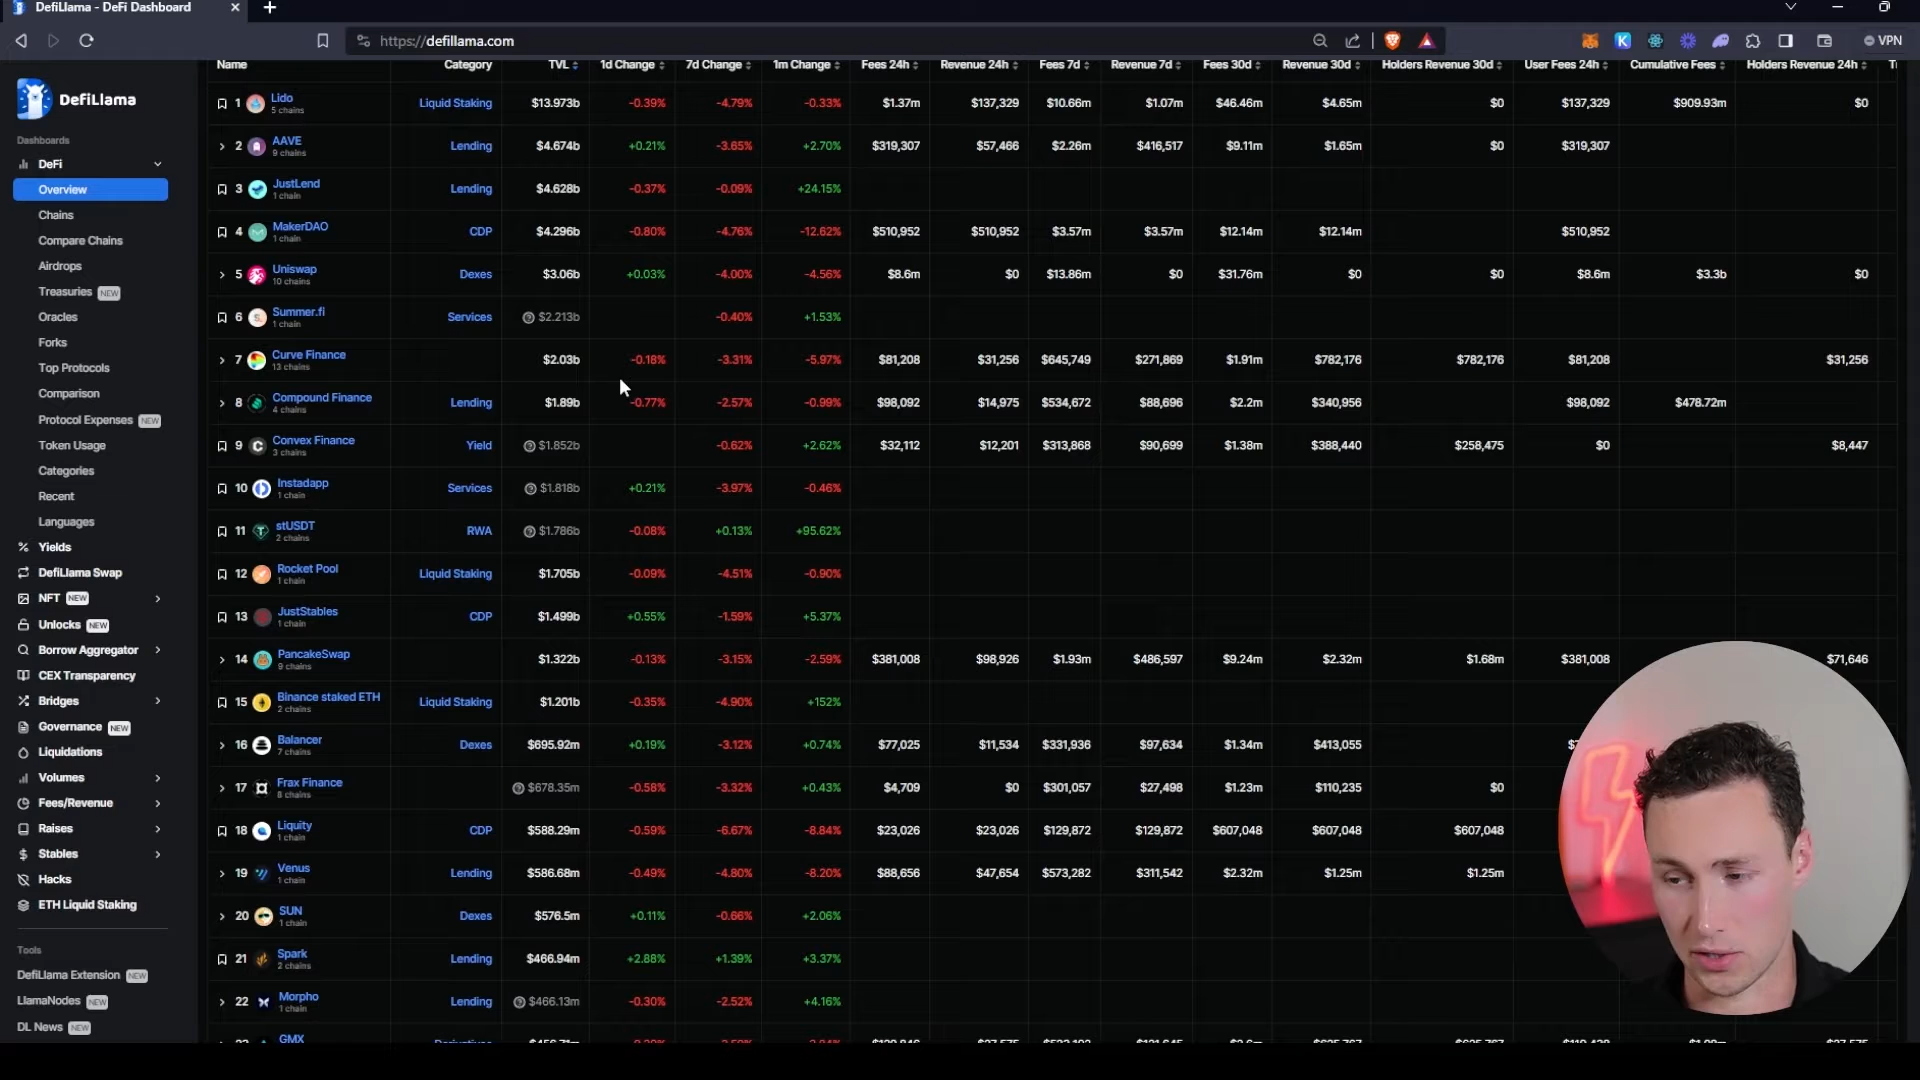 DefiLlama - DeFi Dashboard
https://defillama.com
VPN
DefiLlama
Dashboards
DeFi
Overview
Chains
Compare Chains
Airdrops
Treasuries NEW
Oracles
Forks
Top Protocols
Comparison
Protocol Expenses NEW
Token Usage
Categories
Recent
Languages
Yields
DefiLlama Swap
NFT NEW
Unlocks NEW
Borrow Aggregator
CEX Transparency
Bridges
Governance NEW
Liquidations
Volumes
Fees/Revenue
Raises
Stables
Hacks
ETH Liquid Staking
Tools
DefiLlama Extension NEW
LlamaNodes NEW
DL News NEW
Name Category TVL 1d Change 7d Change 1m Change Fees 24h Revenue 24h Fees 7d Revenue 7d Fees 30d Revenue 30d Holders Revenue 30d User Fees 24h Cumulative Fees Holders Revenue 24h
1 Lido Liquid Staking $13.973b -0.39% -4.79% -0.33% $1.37m $137,329 $10.66m $1.07m $46.46m $4.65m $0 $137,329 $909.93m $0
5 chains
2 AAVE Lending $4.674b +0.21% -3.65% +2.70% $319,307 $57,466 $2.26m $416,517 $9.11m $1.65m $0 $319,307
9 chains
3 JustLend Lending $4.628b -0.37% -0.09% +24.15%
1 chain
4 MakerDAO CDP $4.296b -0.80% -4.76% -12.62% $510,952 $510,952 $3.57m $3.57m $12.14m $12.14m $510,952
1 chain
5 Uniswap Dexes $3.06b +0.03% -4.00% -4.56% $8.6m $0 $13.86m $0 $31.76m $0 $0 $8.6m $3.3b $0
10 chains
6 Summer.fi Services $2.213b -0.40% +1.53%
1 chain
7 Curve Finance $2.03b -0.18% -3.31% -5.97% $81,208 $31,256 $645,749 $271,869 $1.91m $782,176 $782,176 $81,208 $31,256
13 chains
8 Compound Finance Lending $1.89b -0.77% -2.57% -0.99% $98,092 $14,975 $534,672 $88,696 $2.2m $340,956 $98,092 $478.72m
4 chains
9 Convex Finance Yield $1.852b -0.62% +2.62% $32,112 $12,201 $313,868 $90,699 $1.38m $388,440 $258,475 $0 $8,447
3 chains
10 Instadapp Services $1.818b +0.21% -3.97% -0.46%
1 chain
11 stUSDT RWA $1.786b -0.08% +0.13% +95.62%
2 chains
12 Rocket Pool Liquid Staking $1.705b -0.09% -4.51% -0.90%
1 chain
13 JustStables CDP $1.499b +0.55% -1.59% +5.37%
1 chain
14 PancakeSwap $1.322b -0.13% -3.15% -2.59% $381,008 $98,926 $1.93m $486,597 $9.24m $2.32m $1.68m $381,008 $71,646
9 chains
15 Binance staked ETH Liquid Staking $1.201b -0.35% -4.90% +152%
2 chains
16 Balancer Dexes $695.92m +0.19% -3.12% +0.74% $77,025 $11,534 $331,936 $97,634 $1.34m $413,055
7 chains
17 Frax Finance $678.35m -0.58% -3.32% +0.43% $4,709 $0 $301,057 $27,498 $1.23m $110,235 $0
8 chains
18 Liquity CDP $588.29m -0.59% -6.67% -8.84% $23,026 $23,026 $129,872 $129,872 $607,048 $607,048 $607,048
1 chain
19 Venus Lending $586.68m -0.49% -4.80% -8.20% $88,656 $47,654 $573,282 $311,542 $2.32m $1.25m $1.25m
1 chain
20 SUN Dexes $576.5m +0.11% -0.66% +2.06%
1 chain
21 Spark Lending $466.94m +2.88% +1.39% +3.37%
2 chains
22 Morpho Lending $466.13m -0.30% -2.52% +4.16%
1 chain
GMX